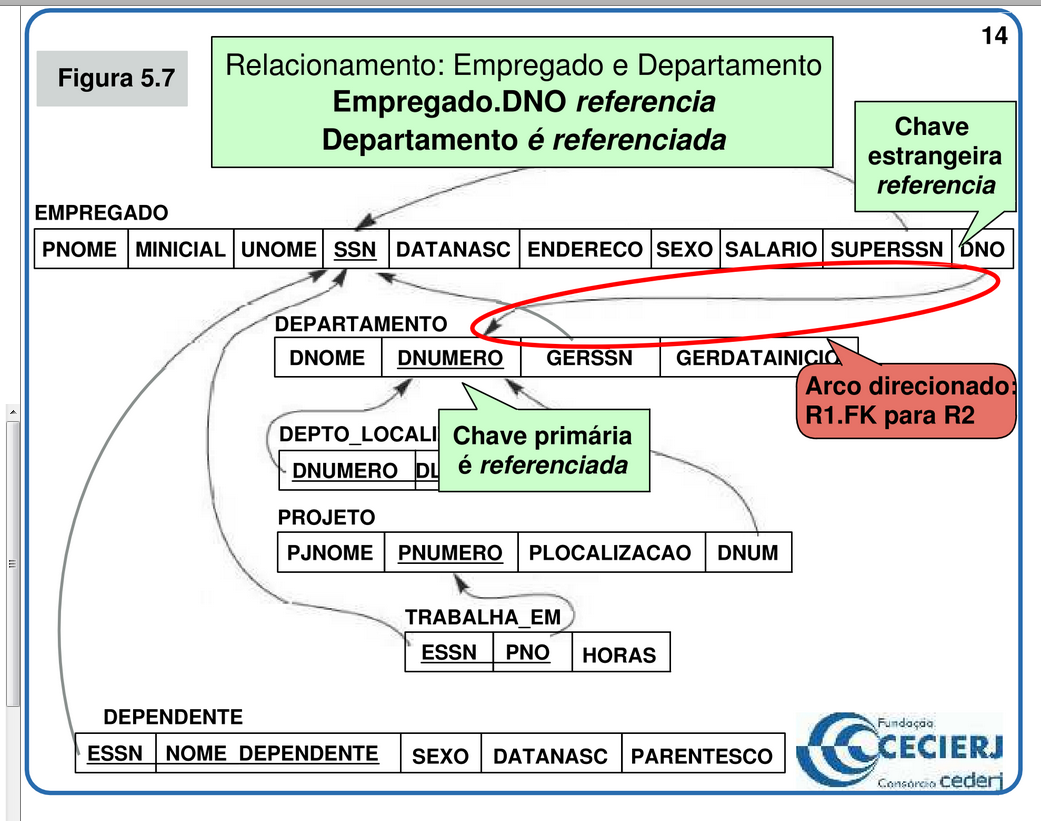 14
Figura 5.7
Relacionamento: Empregado e Departamento
Empregado.DNO referencia
Departamento é referenciada
Chave
estrangeira
referencia
EMPREGADO
PNOME MINICIAL UNOME SSN DATANASC ENDERECO SEXO SALARIO SUPERSSN DNO
DEPARTAMENTO
DNOME DNUMERO GERSSN GERDATAINICIO
Arco direcionado:
R1.FK para R2
Chave primária
é referenciada
DEPTO_LOCALI
DNUMERO DL
PROJETO
PJNOME PNUMERO PLOCALIZACAO DNUM
TRABALHA_EM
ESSN PNO HORAS
DEPENDENTE
ESSN NOME_DEPENDENTE SEXO DATANASC PARENTESCO
Fundação
CECIERJ
Consórcio cederj